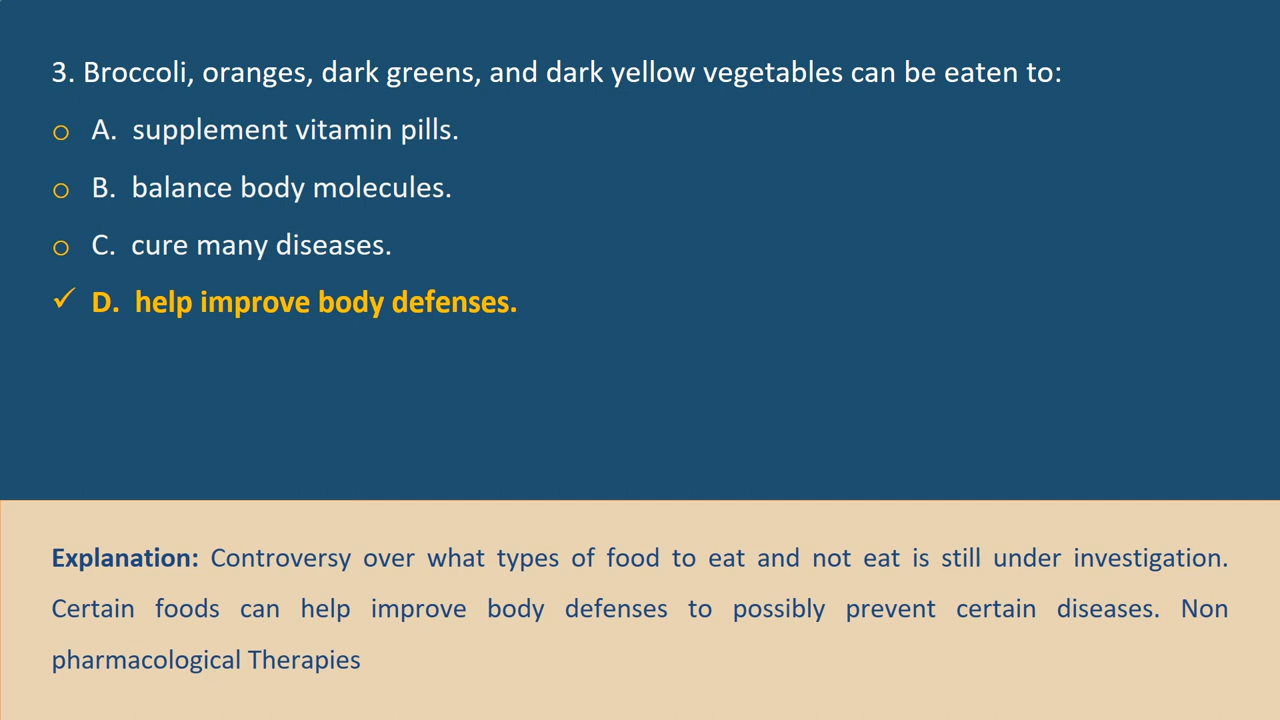 3. Broccoli, oranges, dark greens, and dark yellow vegetables can be eaten to:
o A. supplement vitamin pills.
o B. balance body molecules.
o C. cure many diseases.
✓ D. help improve body defenses.
Explanation: Controversy over what types of food to eat and not eat is still under investigation.
Certain foods can help improve body defenses to possibly prevent certain diseases. Non
pharmacological Therapies